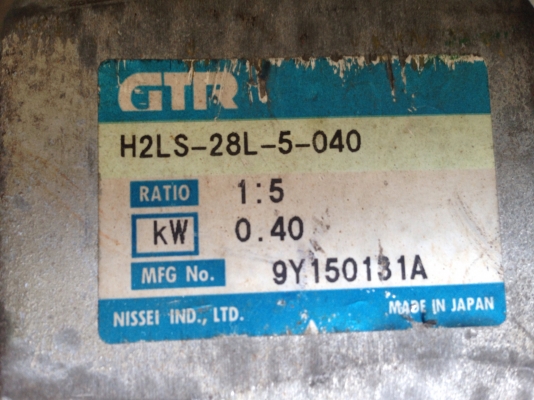 GTR
H2LS-28L-5-040
RATIO 1:5
kW 0.40
MFG No. 9Y150131A
NISSEI IND., LTD. MADE IN JAPAN